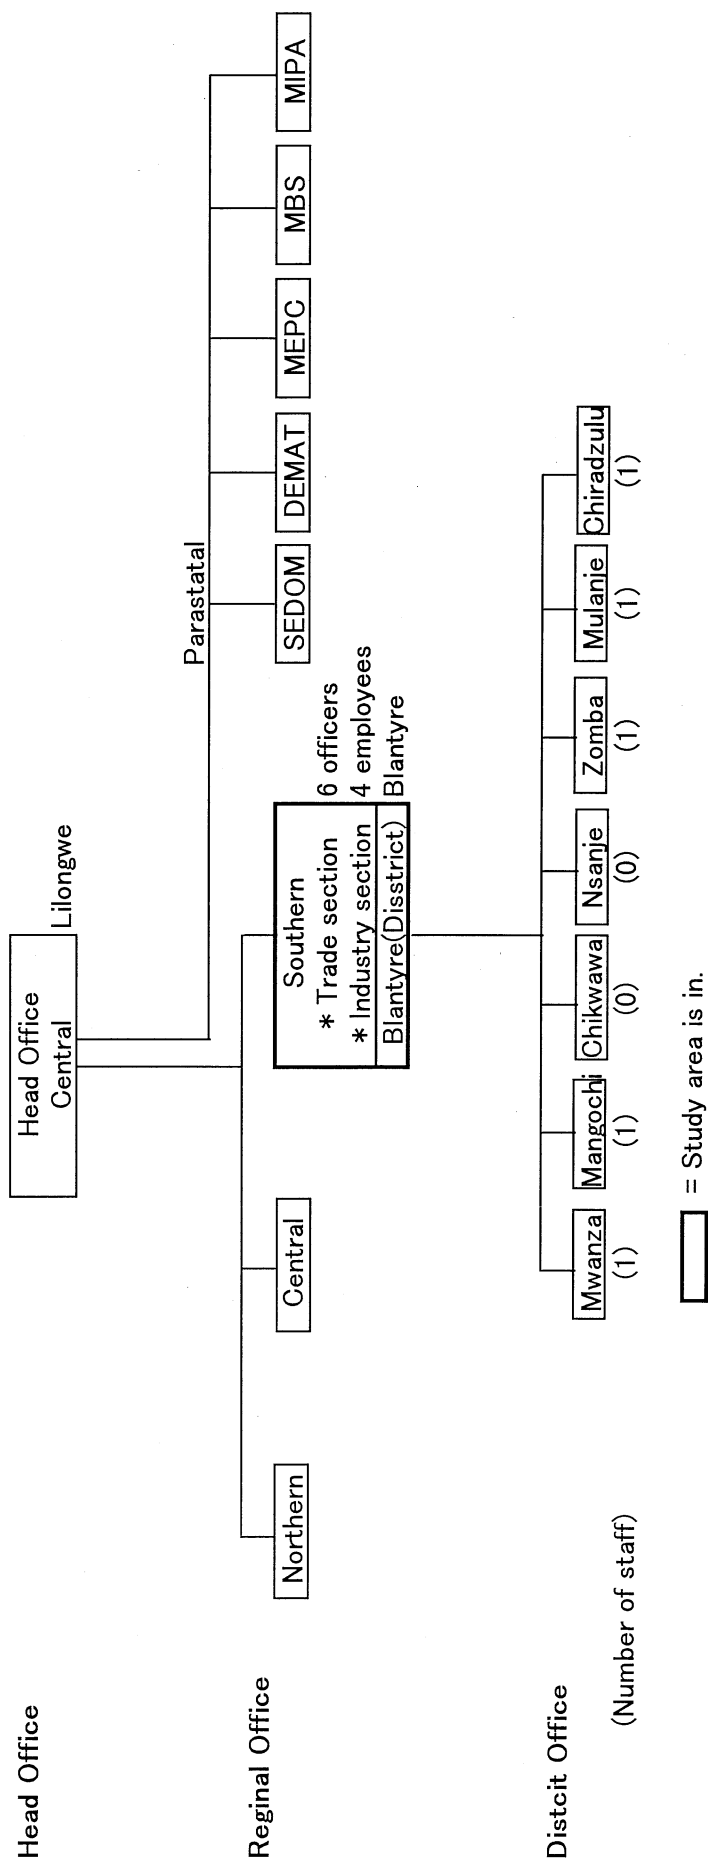 Head Office
Head Office
Central
Lilongwe
Parastatal
Reginal Office
Northern
Central
Southern
* Trade section
* Industry section
Blantyre(Disstrict)
6 officers
4 employees
Blantyre
SEDOM
DEMAT
MEPC
MBS
MIPA
Distcit Office
Mwanza
Mangochi
Chikwawa
Nsanje
Zomba
Mulanje
Chiradzulu
(Number of staff)
(1)
(1)
(0)
(0)
(1)
(1)
(1)
= Study area is in.